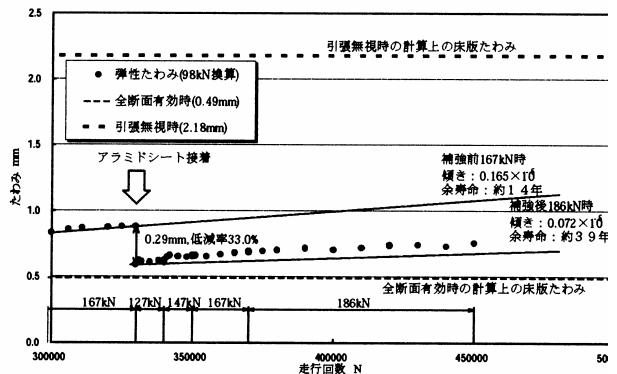 2.5
引張無視時の計算上の床版たわみ
2.0
弾性たわみ(98kN換算)
全断面有効時(0.49mm)
引張無視時(2.18mm)
1.5
アラミドシート接着
補強前167kN時
傾き:0.165×10
余寿命:約14年
たわみ mm
1.0
補強後186kN時
傾き:0.072×10
余寿命:約39年
0.29mm,低減率33.0%
0.5
全断面有効時の計算上の床版たわみ
167kN 127kN 147kN 167kN 186kN
0.0
300000 350000 400000 450000 500
走行回数 N